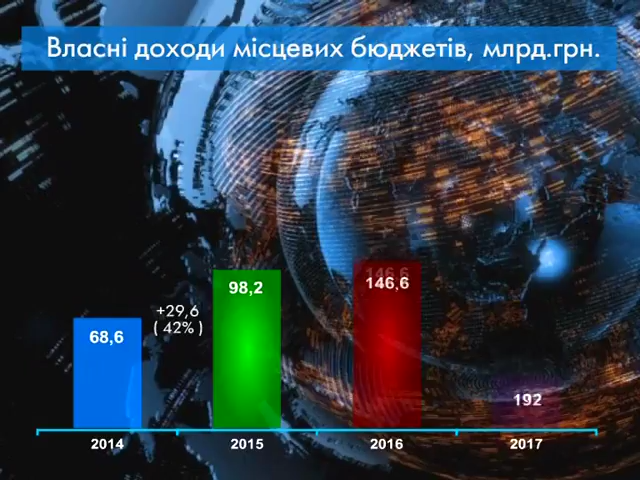 Власні доходи місцевих бюджетів, млрд.грн.
146,6
146,6
98,2
+29,6
( 42% )
68,6
192
2014 2015 2016 2017